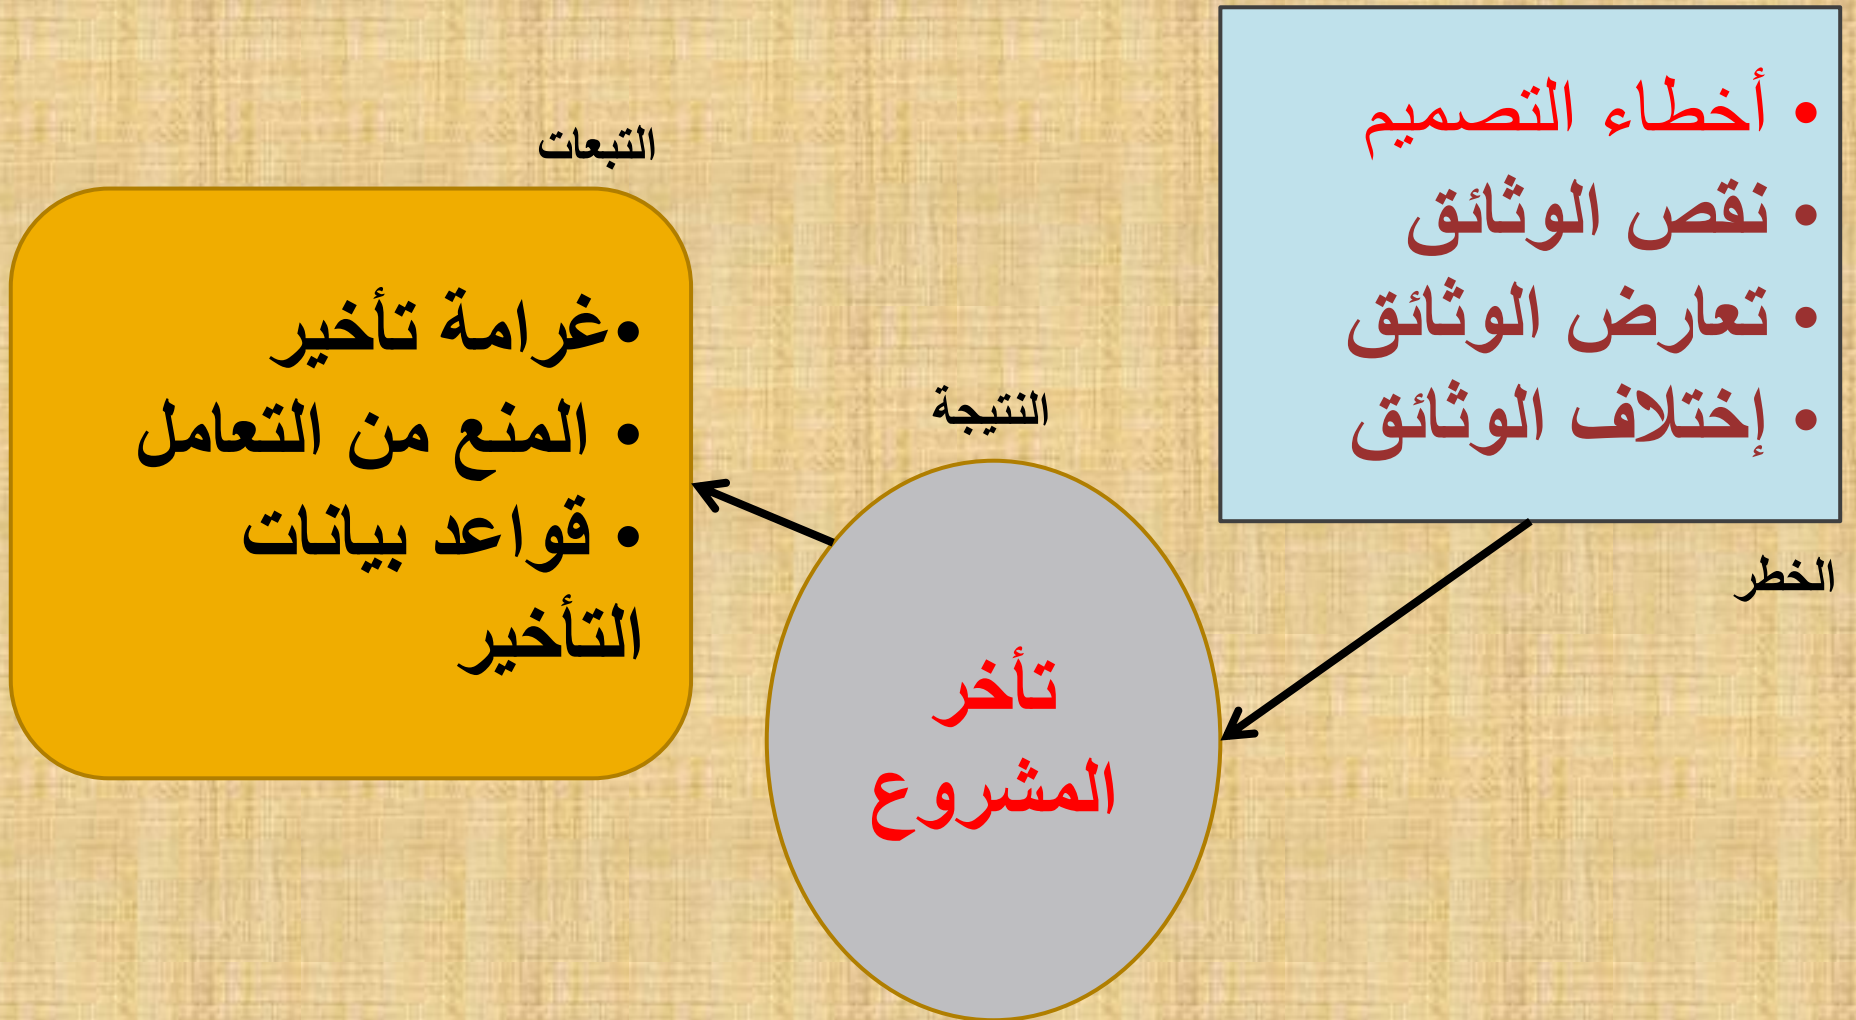 • أخطاء التصميم
• نقص الوثائق
• تعارض الوثائق
• إختلاف الوثائق
الخطر
النتيجة
تأخر
المشروع
التبعات
•غرامة تأخير
• المنع من التعامل
• قواعد بيانات
التأخير